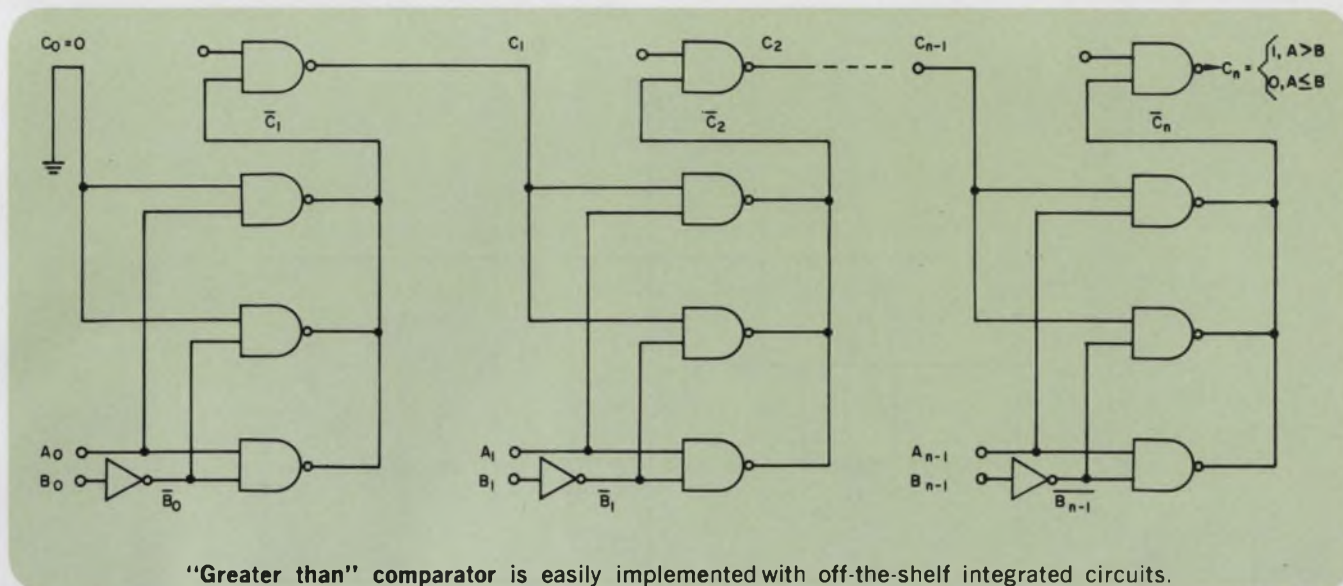 C₀=0
C₁
C₂
Cₙ₋₁
Cₙ = {1, A>B
0, A≤B
C̅₁
C̅₂
C̅ₙ
A₀
B₀
B̅₀
A₁
B₁
B̅₁
Aₙ₋₁
Bₙ₋₁
B̅ₙ₋₁
"Greater than" comparator is easily implemented with off-the-shelf integrated circuits.